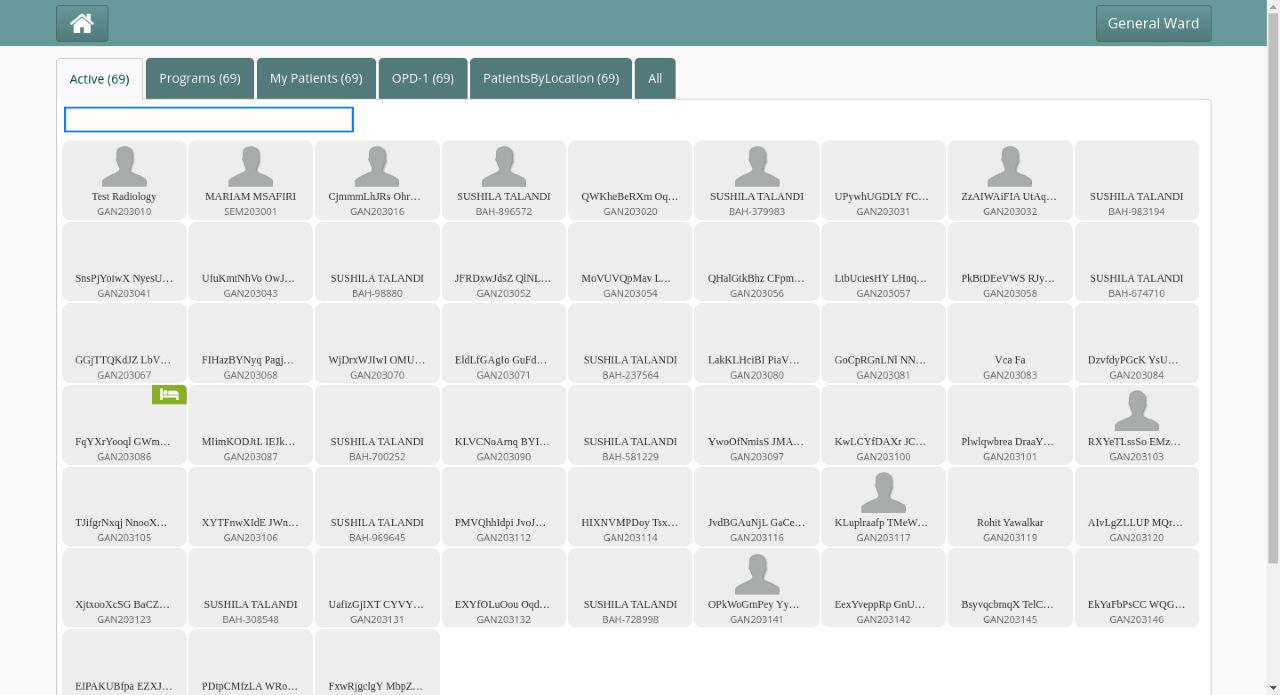 General Ward
Active (69)
Programs (69)
My Patients (69)
OPD-1 (69)
PatientsByLocation (69)
All
Test Radiology
GAN203010
MARIAM MSAFIRI
SEM203001
CjmmmLhJRs Ohr…
GAN203016
SUSHILA TALANDI
BAH-896572
QWKheBeRXm Oq…
GAN203020
SUSHILA TALANDI
BAH-379983
UPywhUGDLY FC…
GAN203031
ZzAIWAiFIA UtAq…
GAN203032
SUSHILA TALANDI
BAH-983194
SnsPjYoiwX NyesU…
GAN203041
UfuKmtNhVo OwJ…
GAN203043
SUSHILA TALANDI
BAH-98880
JFRDxwJdsZ QlNL…
GAN203052
MoVUVQpMav L…
GAN203054
QHalGtkBhz CFpm…
GAN203056
LtbUciesHY LHnq…
GAN203057
PkBtDEeVWS RJy…
GAN203058
SUSHILA TALANDI
BAH-674710
GGjTTQKdJZ LbV…
GAN203067
FIHazBYNyq Pagj…
GAN203068
WjDrxWJIwI OMU…
GAN203070
EldLfGAgIo GuFd…
GAN203071
SUSHILA TALANDI
BAH-237564
LakKLHciBI PiaV…
GAN203080
GoCpRGnLNl NN…
GAN203081
Vca Fa
GAN203083
DzvfdyPGcK YsU…
GAN203084
FqYXrYooql GWm…
GAN203086
MIimKODJtL IEJk…
GAN203087
SUSHILA TALANDI
BAH-700252
KLVCNoArnq BYI…
GAN203090
SUSHILA TALANDI
BAH-581229
YwoOfNmisS JMA…
GAN203097
KwLCYfDAXr JC…
GAN203100
Plwlqwbrea DraaY…
GAN203101
RXYeTLssSo EMz…
GAN203103
TJifgrNxqj NnooX…
GAN203105
XYTFnwXIdE JWn…
GAN203106
SUSHILA TALANDI
BAH-969645
PMVQhhIdpi JvoJ…
GAN203112
HIXNVMPDoy Tsx…
GAN203114
JvdBGAuNjL GaCe…
GAN203116
KLuplraafp TMeW…
GAN203117
Rohit Yawalkar
GAN203119
AIvLgZLLUP MQr…
GAN203120
XjtxooXcSG BaCZ…
GAN203123
SUSHILA TALANDI
BAH-308548
UafizGjIXT CYVY…
GAN203131
EXYfOLuOou Oqd…
GAN203132
SUSHILA TALANDI
BAH-728998
OPkWoGmPey Yy…
GAN203141
EexYveppRp GnU…
GAN203142
BsyvqcbmqX TelC…
GAN203145
EkYaFbPsCC WQG…
GAN203146
EIPAKUBfpa EZXJ…
PDtpCMfzLA WRo…
FxwRjgclgY MbpZ…